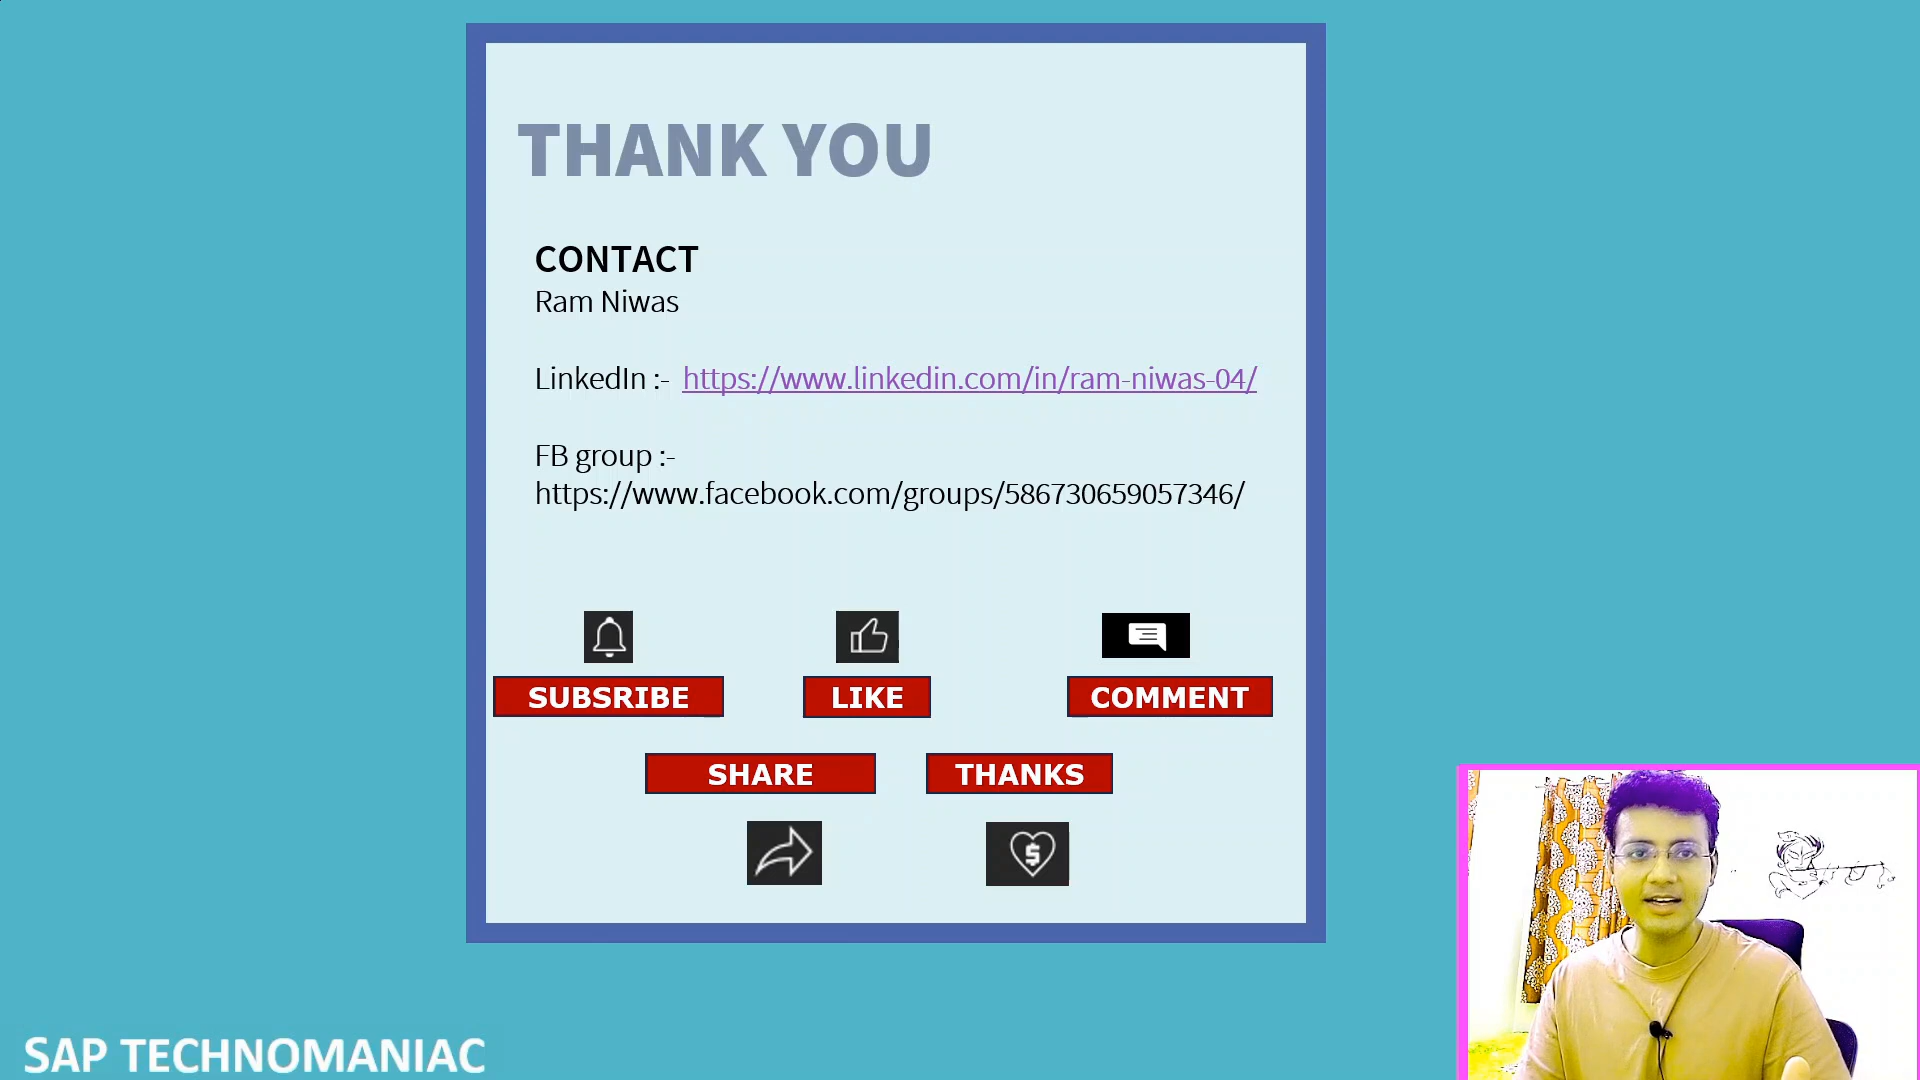 THANK YOU
CONTACT
Ram Niwas
LinkedIn :- https://www.linkedin.com/in/ram-niwas-04/
FB group :-
https://www.facebook.com/groups/586730659057346/
SUBSRIBE
LIKE
COMMENT
SHARE
THANKS
$
SAP TECHNOMANIAC